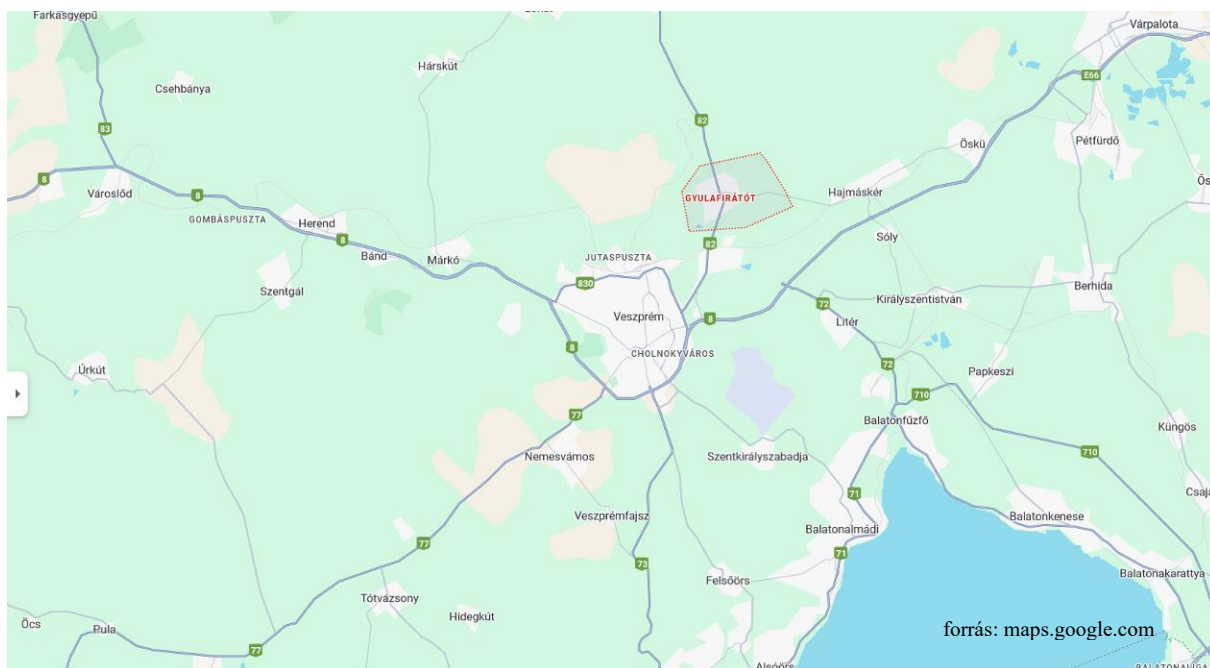 Farkasgyepű
Várpalota
Hárskút
Csehbánya
E66
82
83
Öskü
Pétfürdő
8
Városlőd
8
GYULAFIRÁTÓT
Hajmáskér
GOMBÁSPUSZTA
Herend
8
82
Sóly
Bánd
Márkó
JUTASPUSZTA
Szentgál
830
Berhida
72
Királyszentistván
Veszprém
8
Litér
8
CHOLNOKYVÁROS
72
Úrkút
Papkeszi
710
77
Balatonfűzfő
Küngös
Nemesvámos
Szentkirályszabadja
710
71
Veszprémfajsz
Balatonkenese
Balatonalmádi
77
71
73
Felsőörs
Balatonakarattya
Tótvázsony
Hidegkút
Öcs
Pula
forrás: maps.google.com
77
Alsóörs